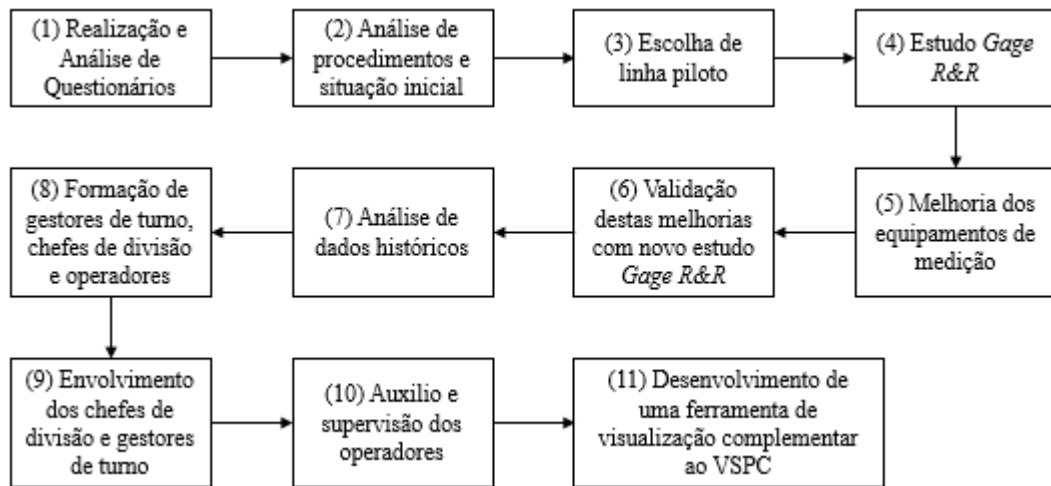 (1) Realização e
Análise de
Questionários
(2) Análise de
procedimentos e
situação inicial
(3) Escolha de
linha piloto
(4) Estudo Gage
R&R
(5) Melhoria dos
equipamentos de
medição
(6) Validação
destas melhorias
com novo estudo
Gage R&R
(7) Análise de
dados históricos
(8) Formação de
gestores de turno,
chefes de divisão
e operadores
(9) Envolvimento
dos chefes de
divisão e gestores
de turno
(10) Auxilio e
supervisão dos
operadores
(11) Desenvolvimento de
uma ferramenta de
visualização complementar
ao VSPC